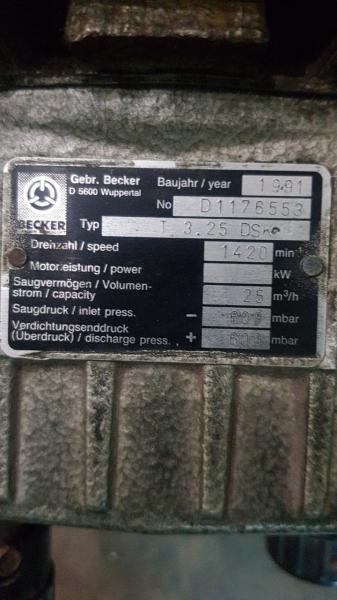 Gebr. Becker
D 5600 Wuppertal
BECKER
Baujahr / year 1991
No D1176553
Typ T 3.25 DS
Drehzahl / speed 1420 min⁻¹
Motorleistung / power kW
Saugvermögen / Volumen-
strom / capacity 25 m³/h
Saugdruck / inlet press. − mbar
Verdichtungsenddruck
(Überdruck) / discharge press. + mbar